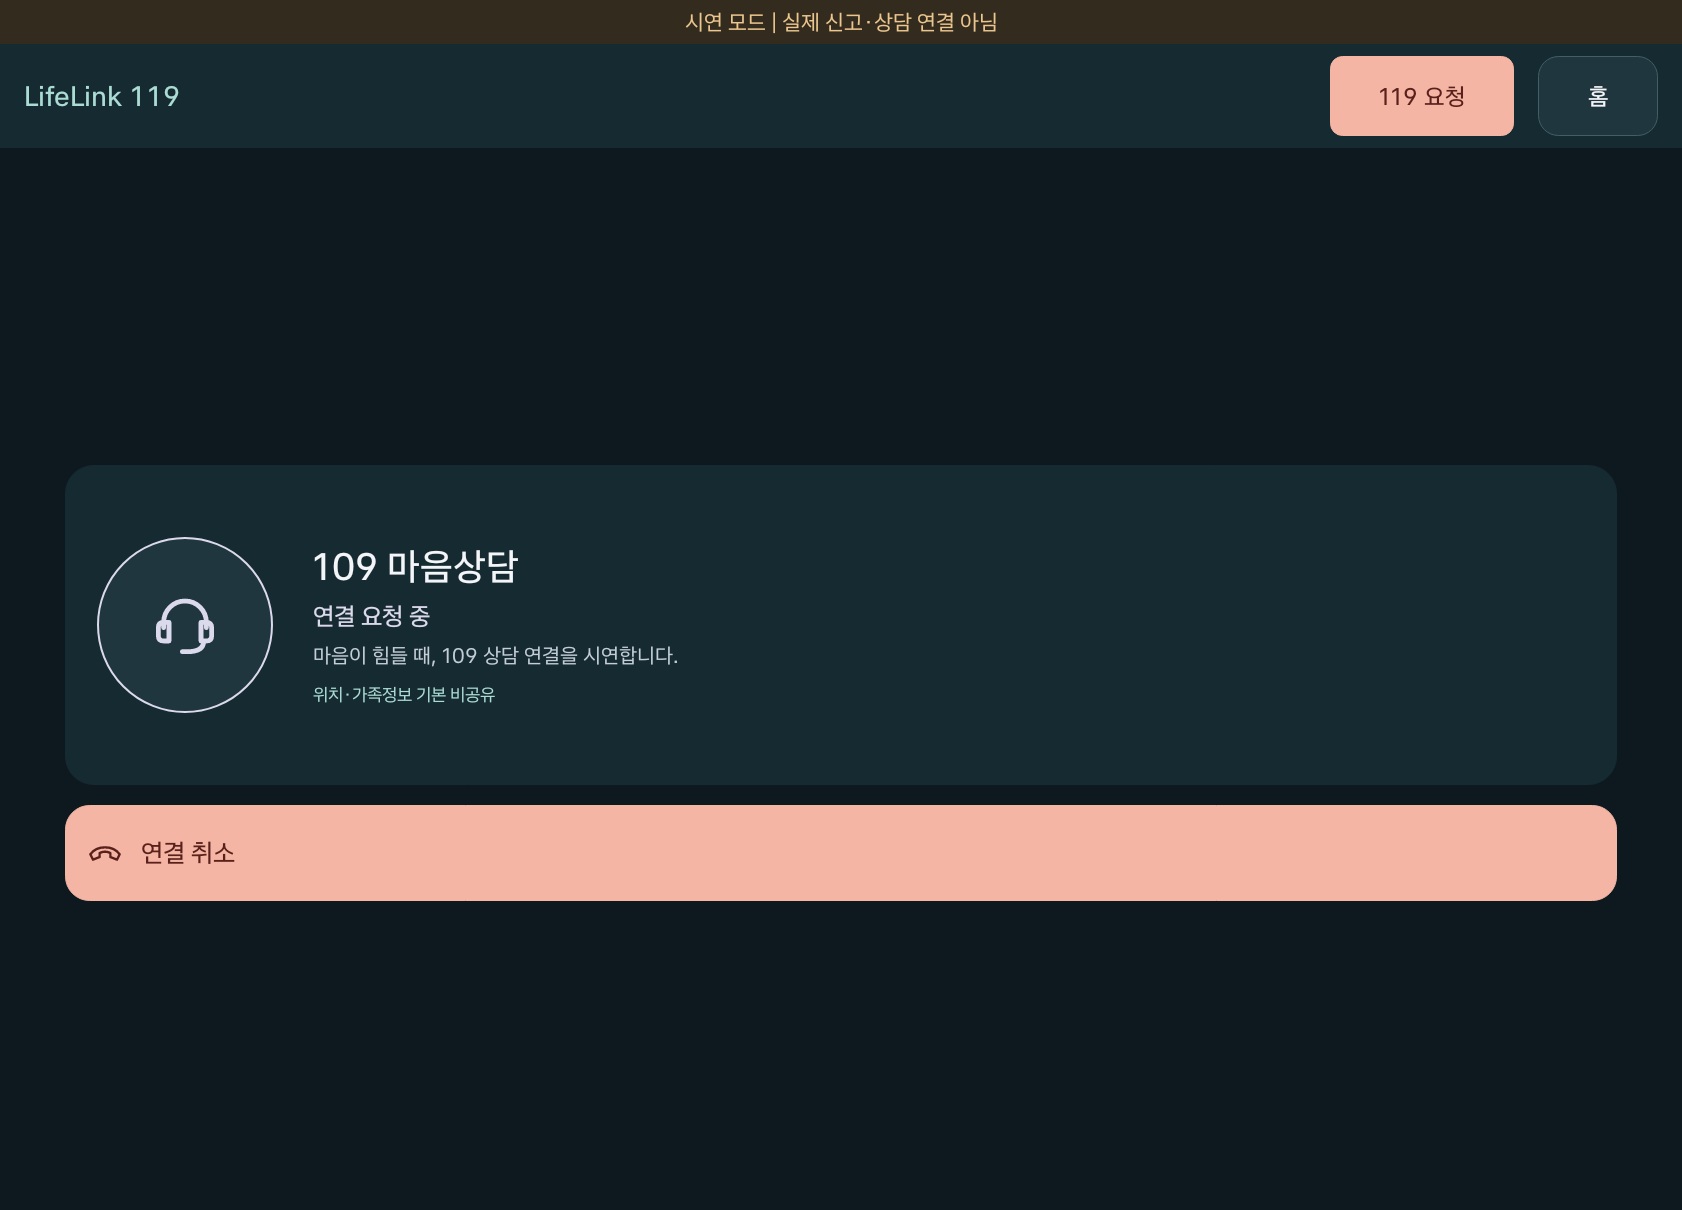 시연 모드 | 실제 신고·상담 연결 아님
LifeLink 119
119 요청
홈
109 마음상담
연결 요청 중
마음이 힘들 때, 109 상담 연결을 시연합니다.
위치·가족정보 기본 비공유
연결 취소